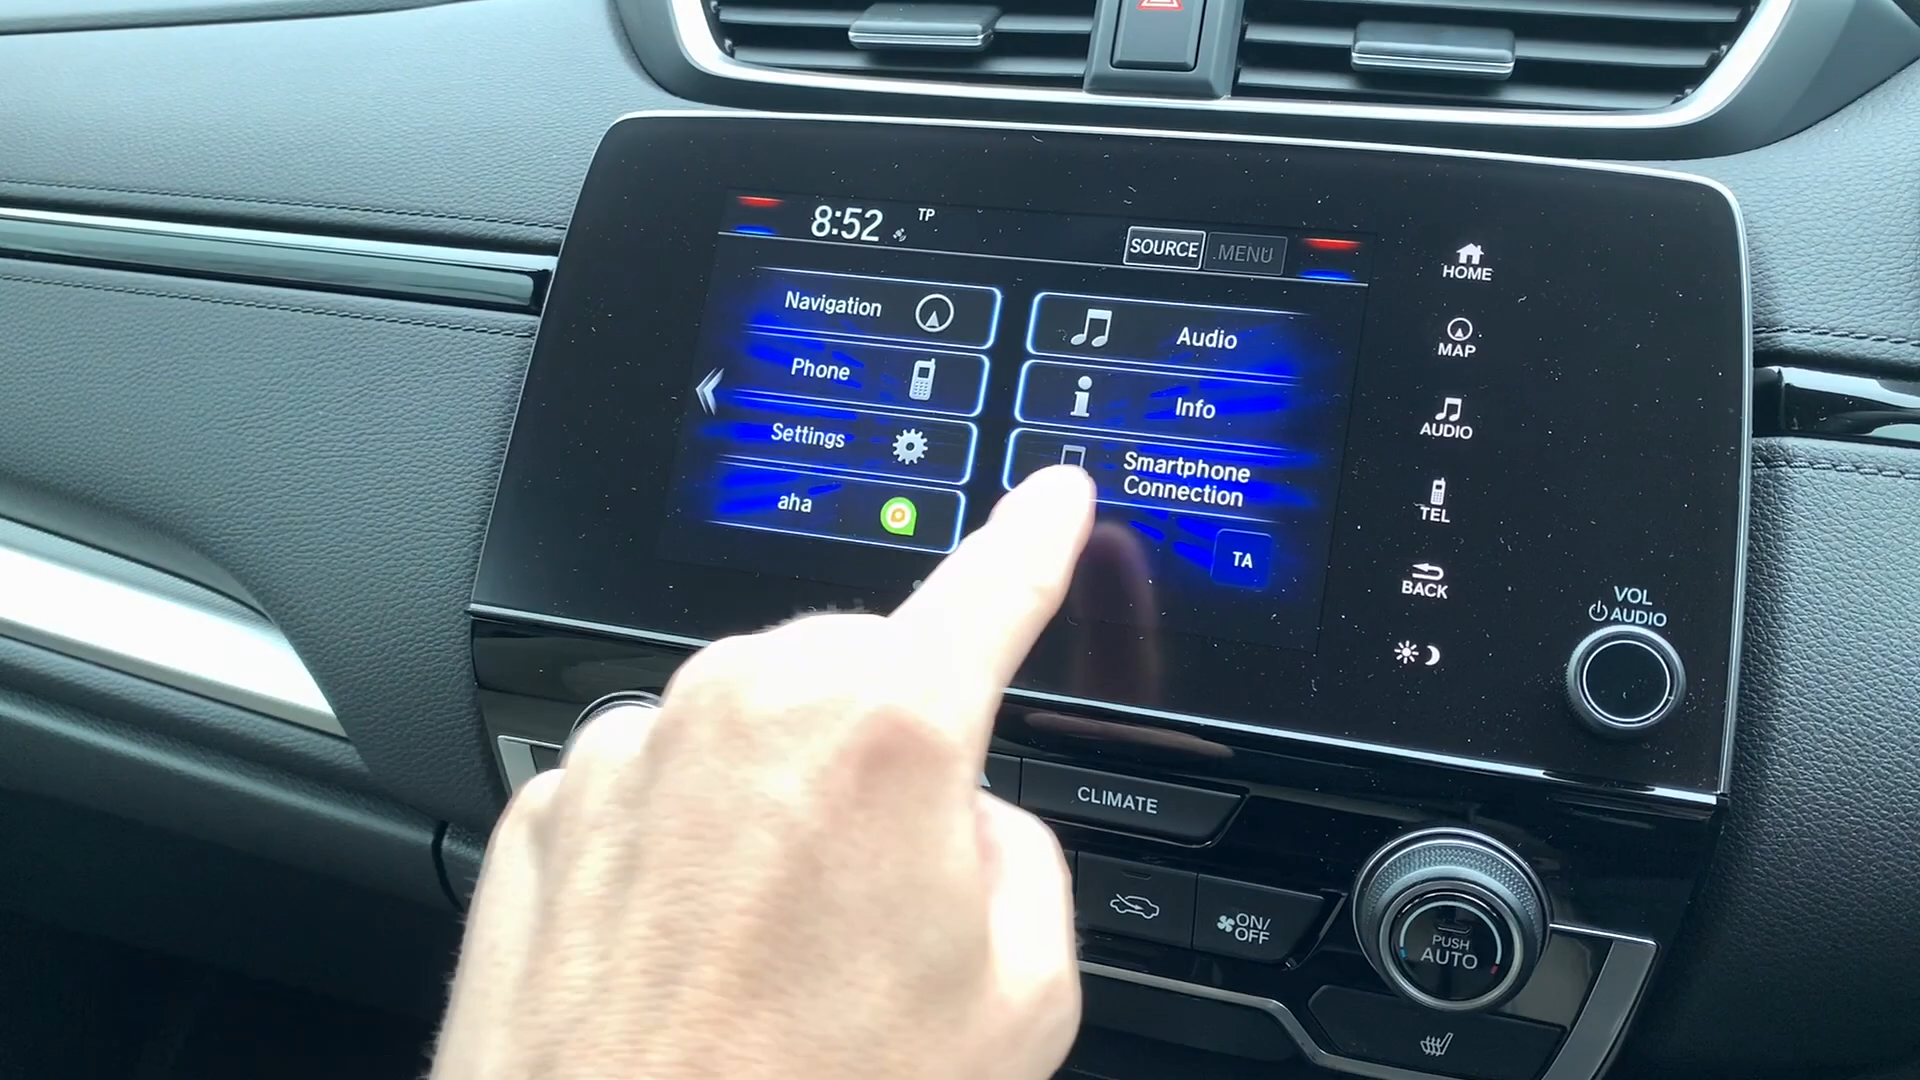 8:52
TP
SOURCE
MENU
Navigation
Audio
Phone
Info
Settings
Smartphone
Connection
aha
TA
HOME
MAP
AUDIO
TEL
BACK
VOL
AUDIO
CLIMATE
ON/
OFF
PUSH
AUTO